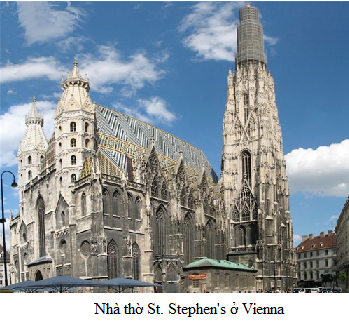 Nhà thờ St. Stephen's ở Vienna